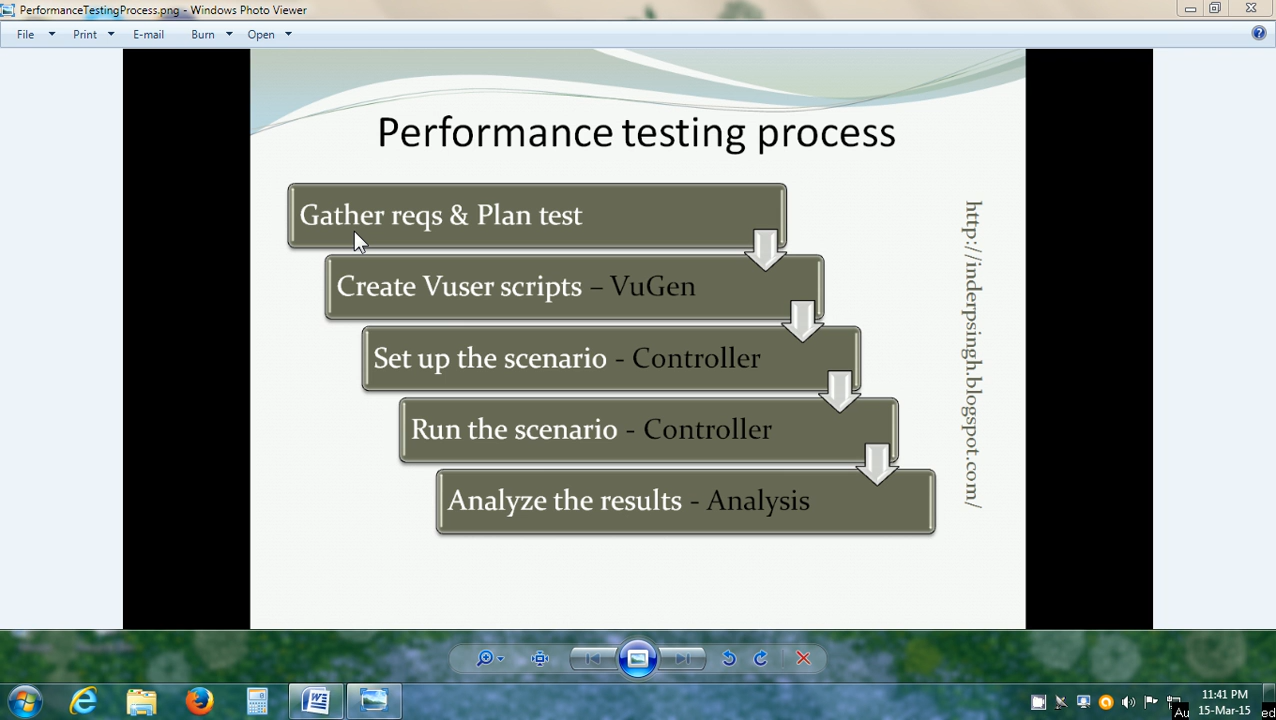 PerformanceTestingProcess.png - Windows Photo Viewer
File Print E-mail Burn Open
Performance testing process
Gather reqs & Plan test
Create Vuser scripts – VuGen
Set up the scenario - Controller
Run the scenario - Controller
Analyze the results - Analysis
http://inderpsingh.blogspot.com/
11:41 PM
15-Mar-15